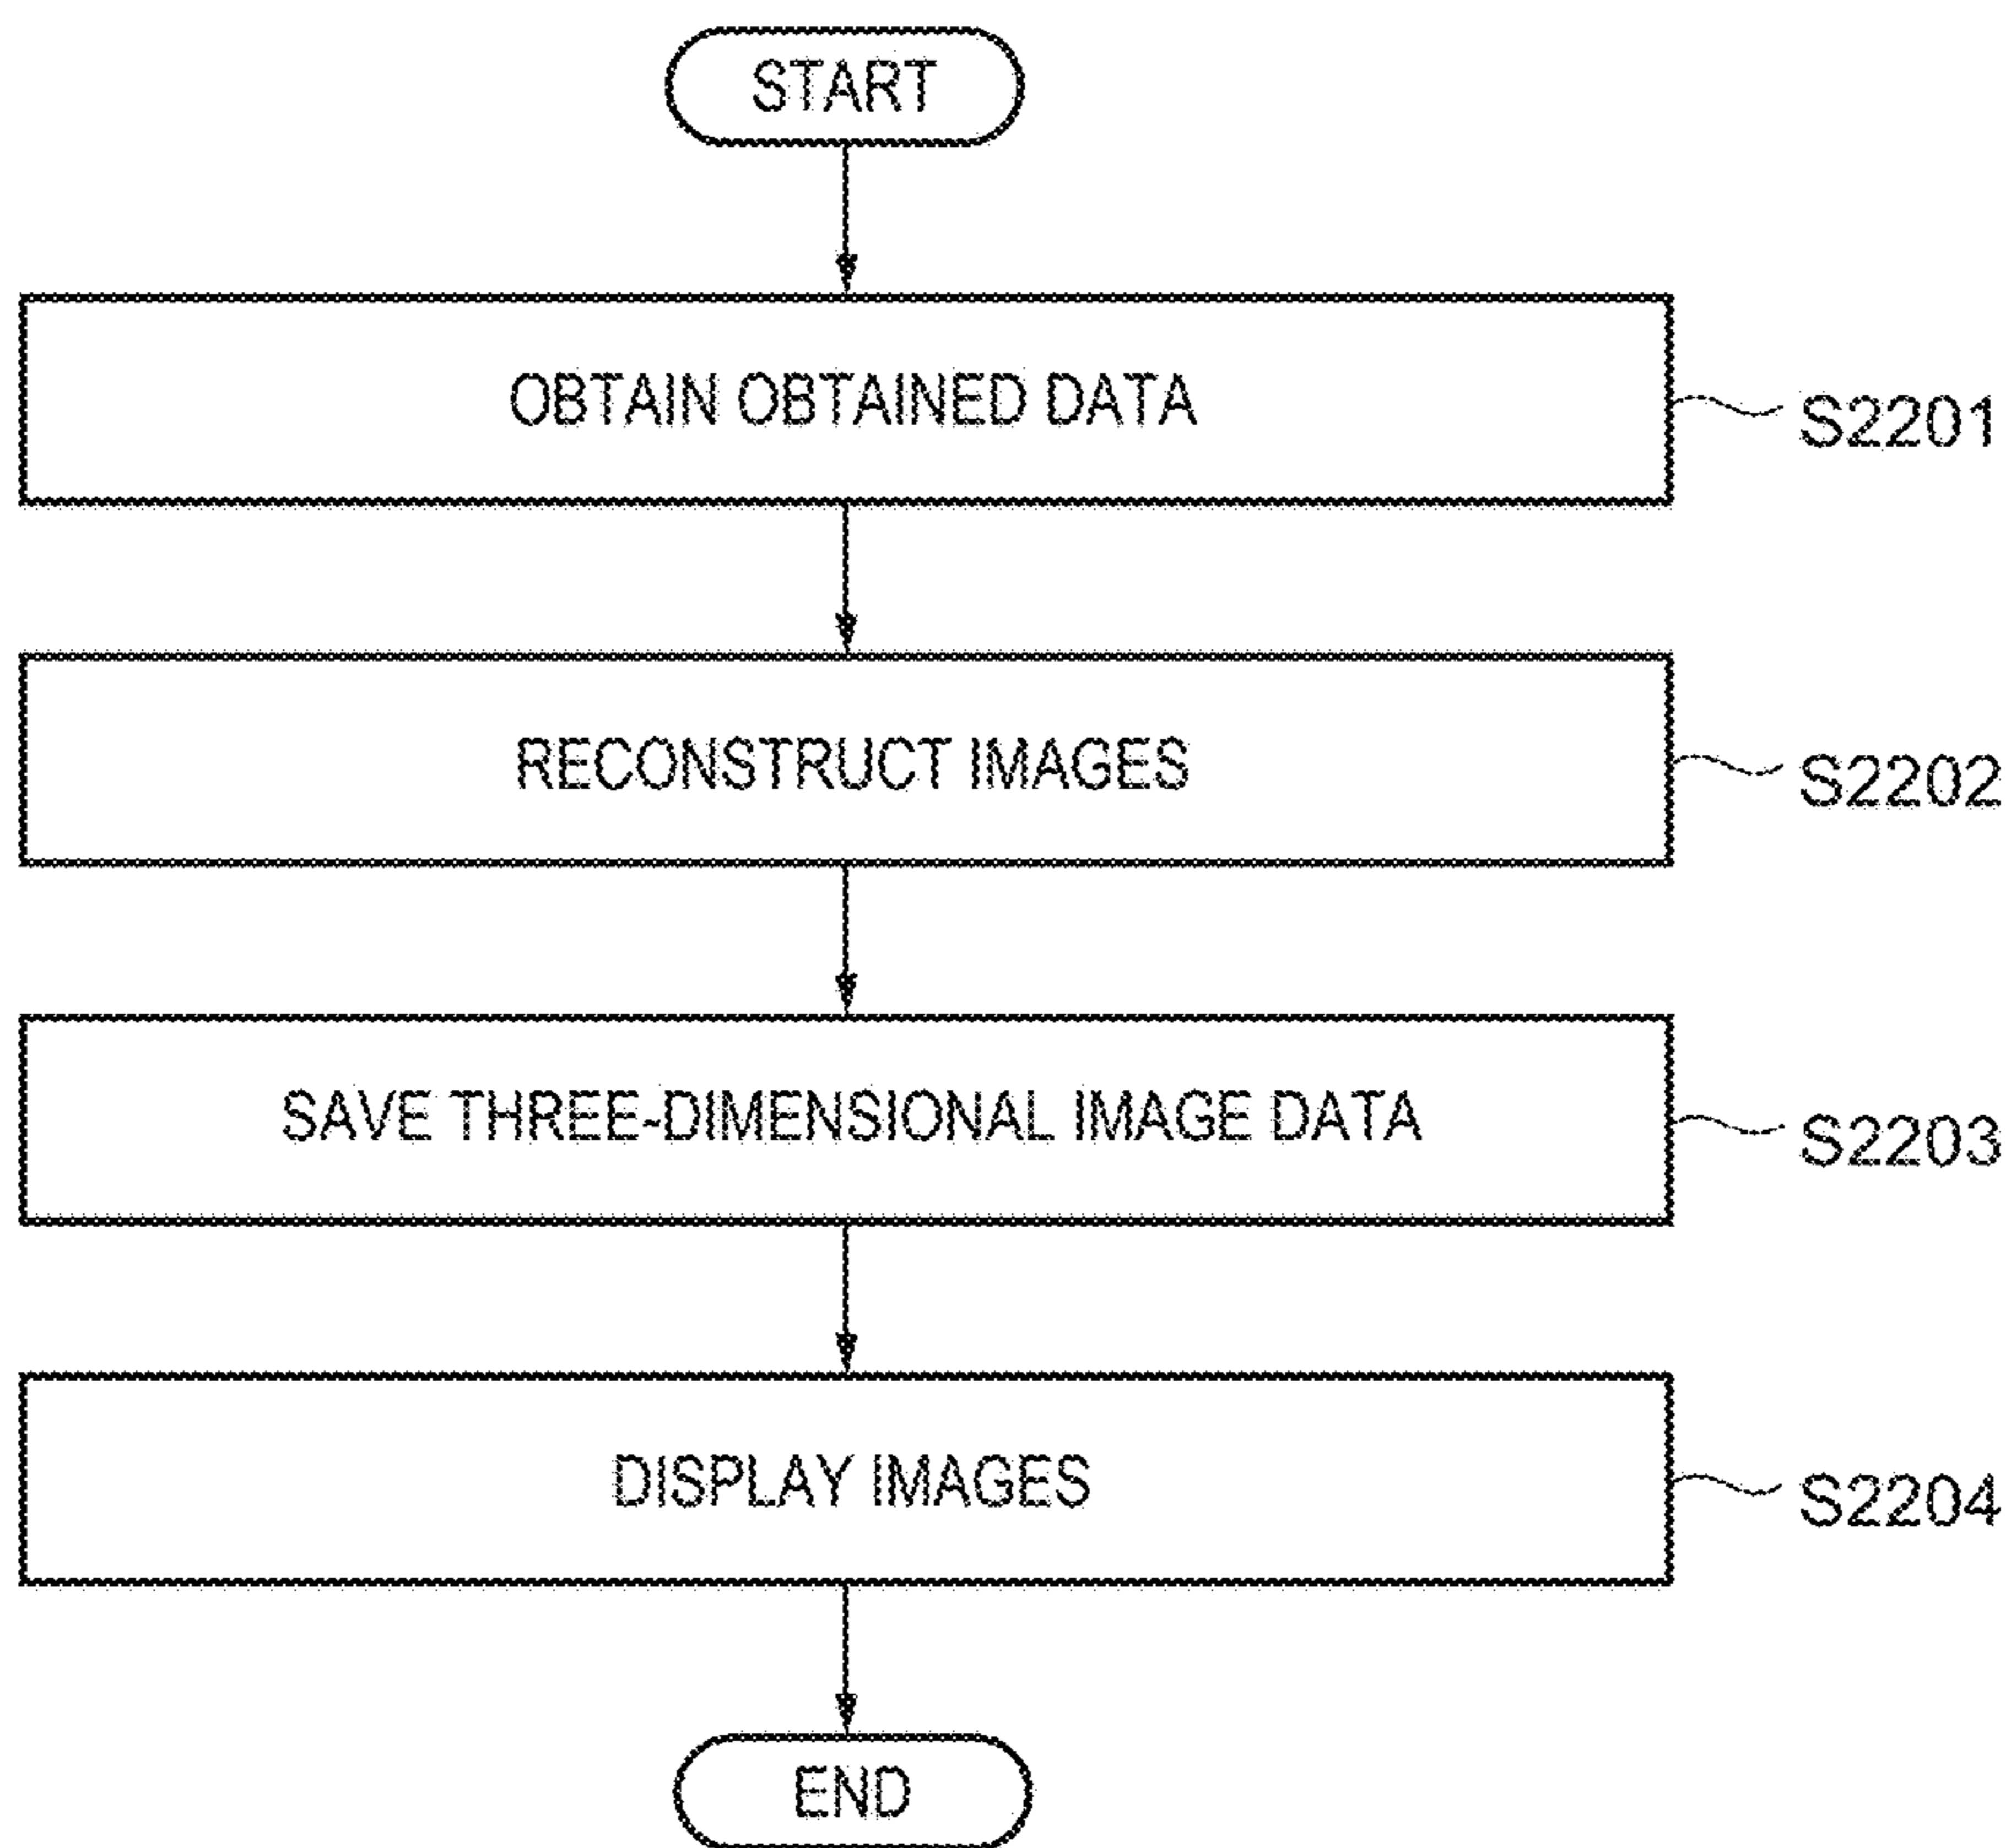 START
OBTAIN OBTAINED DATA
S2201
RECONSTRUCT IMAGES
S2202
SAVE THREE-DIMENSIONAL IMAGE DATA
S2203
DISPLAY IMAGES
S2204
END